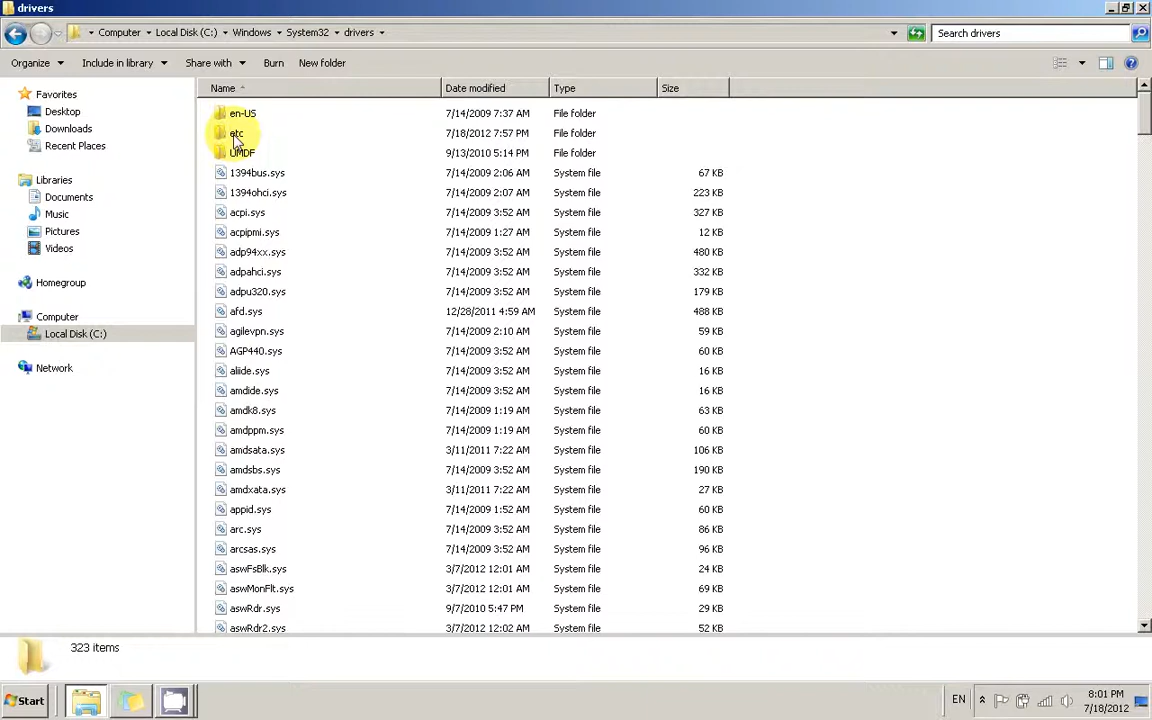 drivers
Computer Local Disk (C:) Windows System32 drivers
Search drivers
Organize Include in library Share with Burn New folder
Name Date modified Type Size
Favorites
Desktop
Downloads
Recent Places
Libraries
Documents
Music
Pictures
Videos
Homegroup
Computer
Local Disk (C:)
Network
en-US 7/14/2009 7:37 AM File folder
etc 7/18/2012 7:57 PM File folder
UMDF 9/13/2010 5:14 PM File folder
1394bus.sys 7/14/2009 2:06 AM System file 67 KB
1394ohci.sys 7/14/2009 2:07 AM System file 223 KB
acpi.sys 7/14/2009 3:52 AM System file 327 KB
acpipmi.sys 7/14/2009 1:27 AM System file 12 KB
adp94xx.sys 7/14/2009 3:52 AM System file 480 KB
adpahci.sys 7/14/2009 3:52 AM System file 332 KB
adpu320.sys 7/14/2009 3:52 AM System file 179 KB
afd.sys 12/28/2011 4:59 AM System file 488 KB
agilevpn.sys 7/14/2009 2:10 AM System file 59 KB
AGP440.sys 7/14/2009 3:52 AM System file 60 KB
aliide.sys 7/14/2009 3:52 AM System file 16 KB
amdide.sys 7/14/2009 3:52 AM System file 16 KB
amdk8.sys 7/14/2009 1:19 AM System file 63 KB
amdppm.sys 7/14/2009 1:19 AM System file 60 KB
amdsata.sys 3/11/2011 7:22 AM System file 106 KB
amdsbs.sys 7/14/2009 3:52 AM System file 190 KB
amdxata.sys 3/11/2011 7:22 AM System file 27 KB
appid.sys 7/14/2009 1:52 AM System file 60 KB
arc.sys 7/14/2009 3:52 AM System file 86 KB
arcsas.sys 7/14/2009 3:52 AM System file 96 KB
aswFsBlk.sys 3/7/2012 12:01 AM System file 24 KB
aswMonFlt.sys 3/7/2012 12:01 AM System file 69 KB
aswRdr.sys 9/7/2010 5:47 PM System file 29 KB
aswRdr2.sys 3/7/2012 12:02 AM System file 52 KB
323 items
Start
EN
8:01 PM
7/18/2012